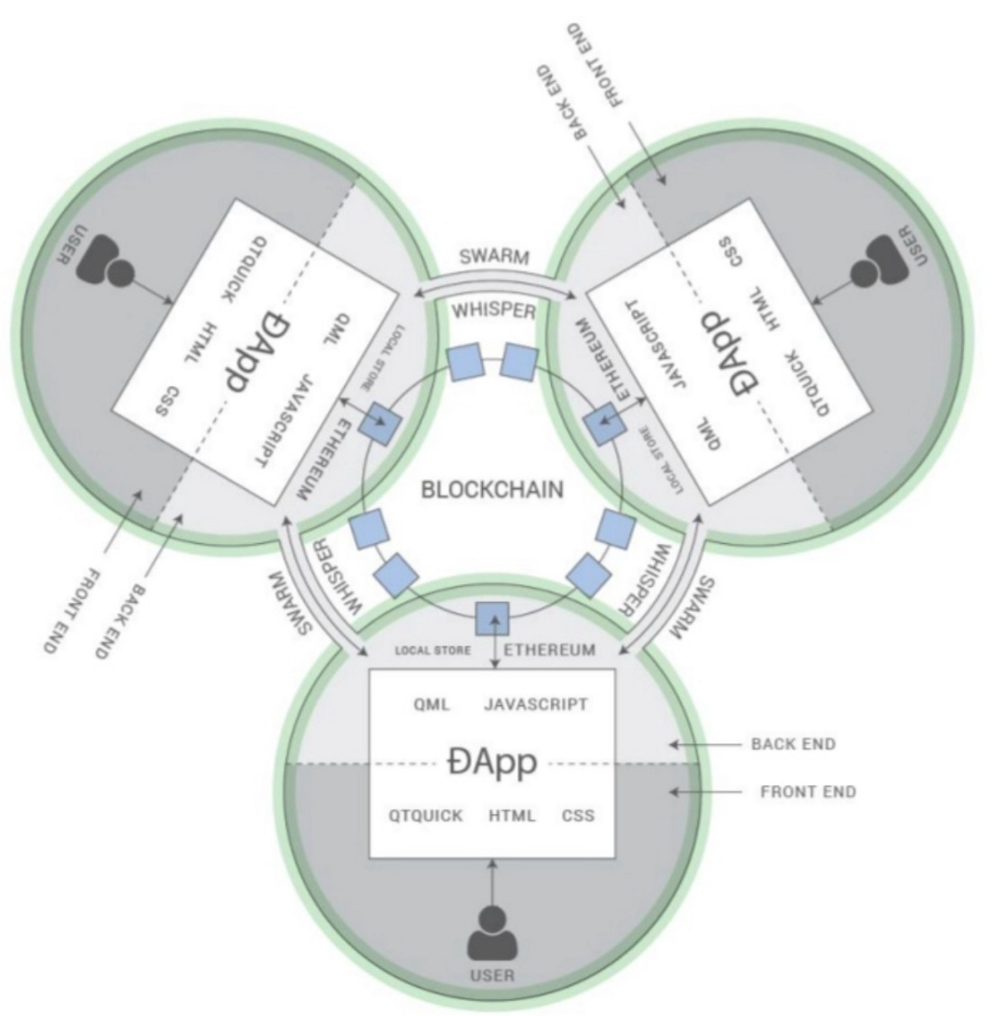 FRONT END
BACK END
USER
QTQUICK
HTML
CSS
ĐApp
QML
JAVASCRIPT
LOCAL STORE
ETHEREUM
FRONT END
BACK END
SWARM
WHISPER
USER
CSS
HTML
QTQUICK
ĐApp
JAVASCRIPT
QML
ETHEREUM
LOCAL STORE
BLOCKCHAIN
SWARM
WHISPER
WHISPER
SWARM
LOCAL STORE ETHEREUM
QML JAVASCRIPT
ĐApp
QTQUICK HTML CSS
BACK END
FRONT END
USER